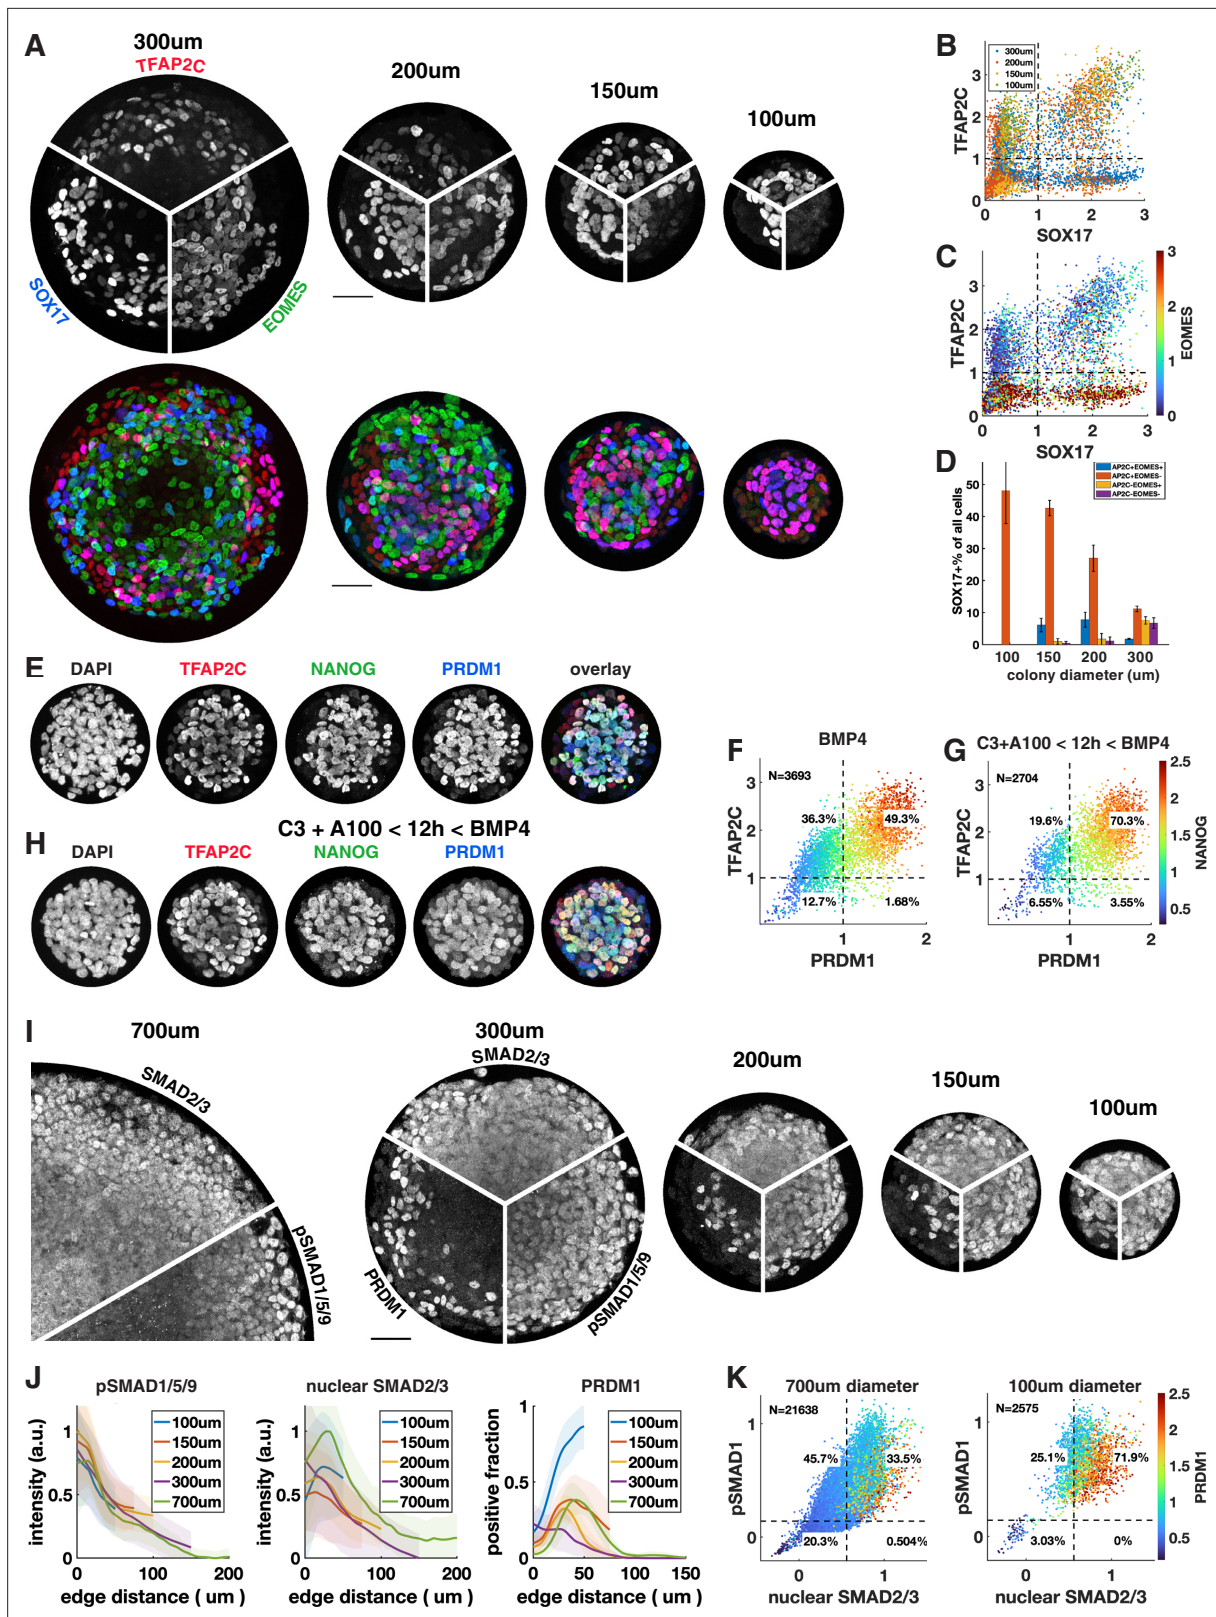 A
300um
TFAP2C
200um
150um
100um
SOX17
EOMES
B
300um
200um
150um
100um
TFAP2C
3
2
1
0
0 1 2 3
SOX17
C
TFAP2C
3
2
1
0
0 1 2 3
SOX17
3
2
1
0
EOMES
D
AP2C+EOMES+
AP2C+EOMES-
AP2C-EOMES+
AP2C-EOMES-
SOX17+% of all cells
50
40
30
20
10
0
100 150 200 300
colony diameter (um)
E
DAPI TFAP2C NANOG PRDM1 overlay
F
BMP4
N=3693
36.3% 49.3%
12.7% 1.68%
TFAP2C
3
2
1
1 2
PRDM1
G
C3+A100 < 12h < BMP4
N=2704
19.6% 70.3%
6.55% 3.55%
TFAP2C
3
2
1
1 2
PRDM1
2.5
2
1.5
1
0.5
NANOG
H
C3 + A100 < 12h < BMP4
DAPI TFAP2C NANOG PRDM1
I
700um
300um
200um
150um
100um
SMAD2/3
pSMAD1/5/9
SMAD2/3
PRDM1
pSMAD1/5/9
J
pSMAD1/5/9
intensity (a.u.)
1
0.5
0
0 100 200
edge distance ( um )
100um
150um
200um
300um
700um
nuclear SMAD2/3
intensity (a.u.)
1
0.5
0
0 100 200
edge distance ( um )
100um
150um
200um
300um
700um
PRDM1
positive fraction
1
0.5
0
0 50 100 150
edge distance ( um )
100um
150um
200um
300um
700um
K
700um diameter
N=21638
45.7% 33.5%
20.3% 0.504%
pSMAD1
1
0
0 1
nuclear SMAD2/3
100um diameter
N=2575
25.1% 71.9%
3.03% 0%
pSMAD1
1
0
0 1
nuclear SMAD2/3
2.5
2
1.5
1
0.5
PRDM1